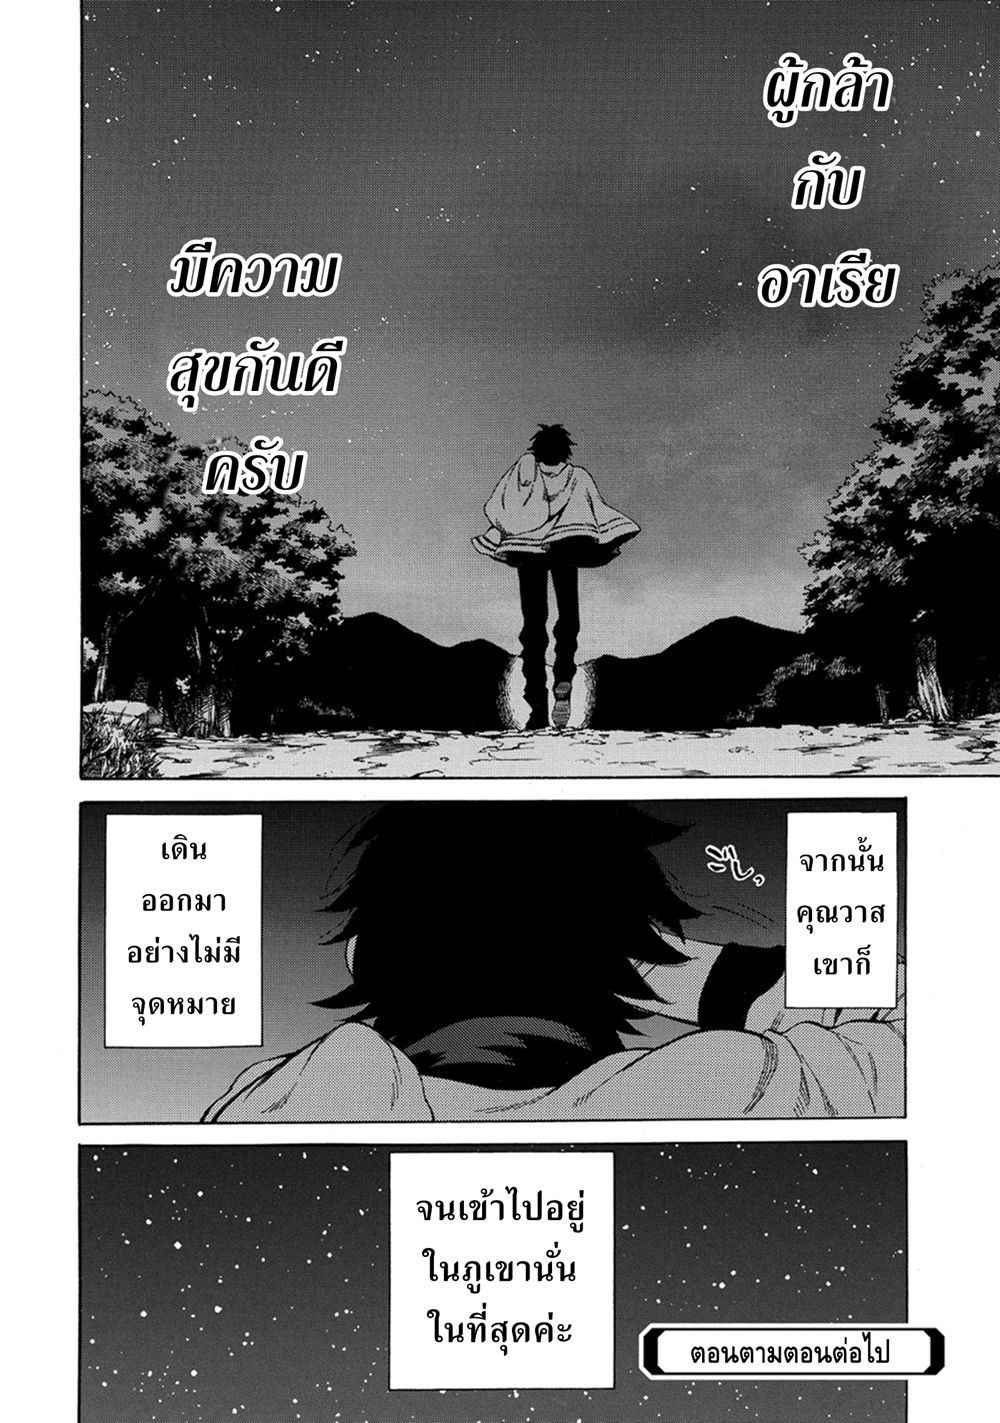 ผู้กล้า
กับ
อาเรีย
มีความ
สุขกันดี
ครับ
จากนั้น
คุณวาส
เขาก็
เดิน
ออกมา
อย่างไม่มี
จุดหมาย
จนเข้าไปอยู่
ในภูเขานั่น
ในที่สุดค่ะ
ตอนตามตอนต่อไป